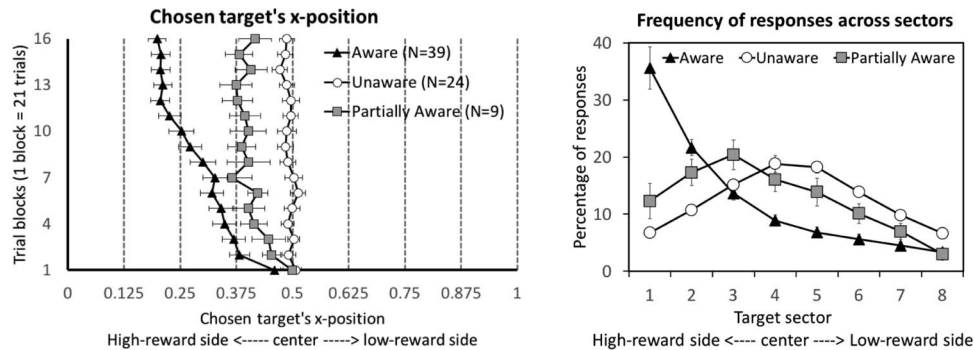 Chosen target's x-position
Trial blocks (1 block = 21 trials)
16
13
10
7
4
1
Aware (N=39)
Unaware (N=24)
Partially Aware (N=9)
0 0.125 0.25 0.375 0.5 0.625 0.75 0.875 1
Chosen target's x-position
High-reward side <----- center -----> low-reward side
Frequency of responses across sectors
Percentage of responses
40
30
20
10
0
Aware Unaware Partially Aware
1 2 3 4 5 6 7 8
Target sector
High-reward side <---- center ----> Low-reward side